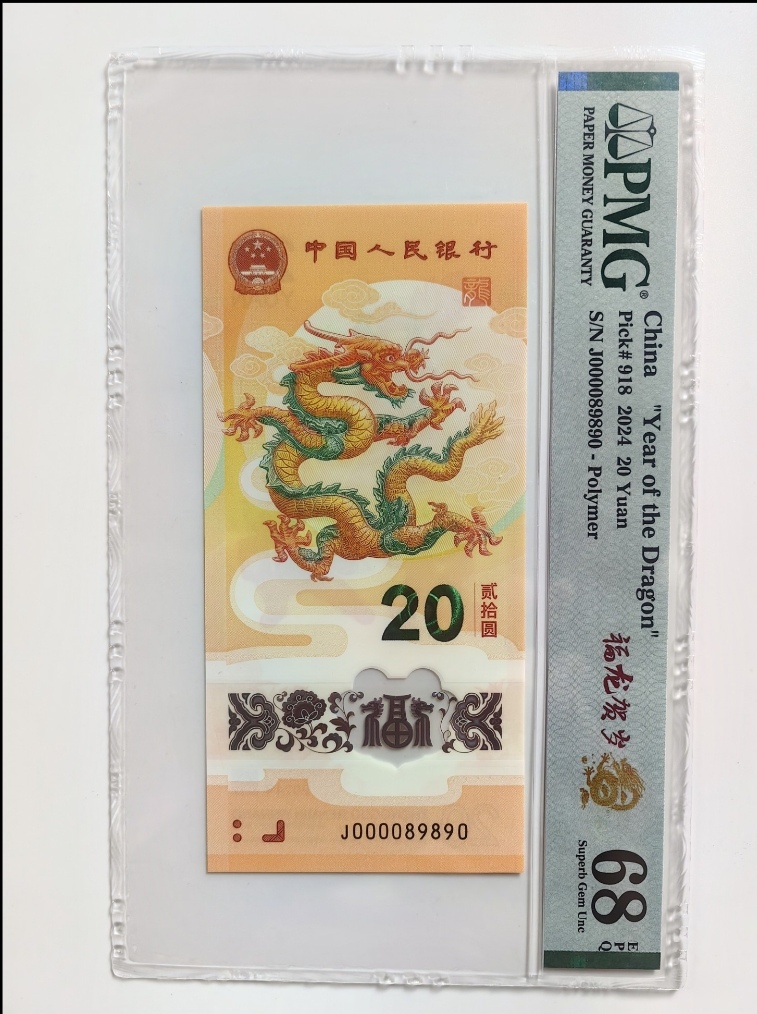 中国人民银行
龍
20
贰拾圆
福
J000089890
PMG®
PAPER MONEY GUARANTY
China "Year of the Dragon"
Pick# 918 2024 20 Yuan
S/N J000089890 - Polymer
福龙贺岁
68 EPQ
Superb Gem Unc